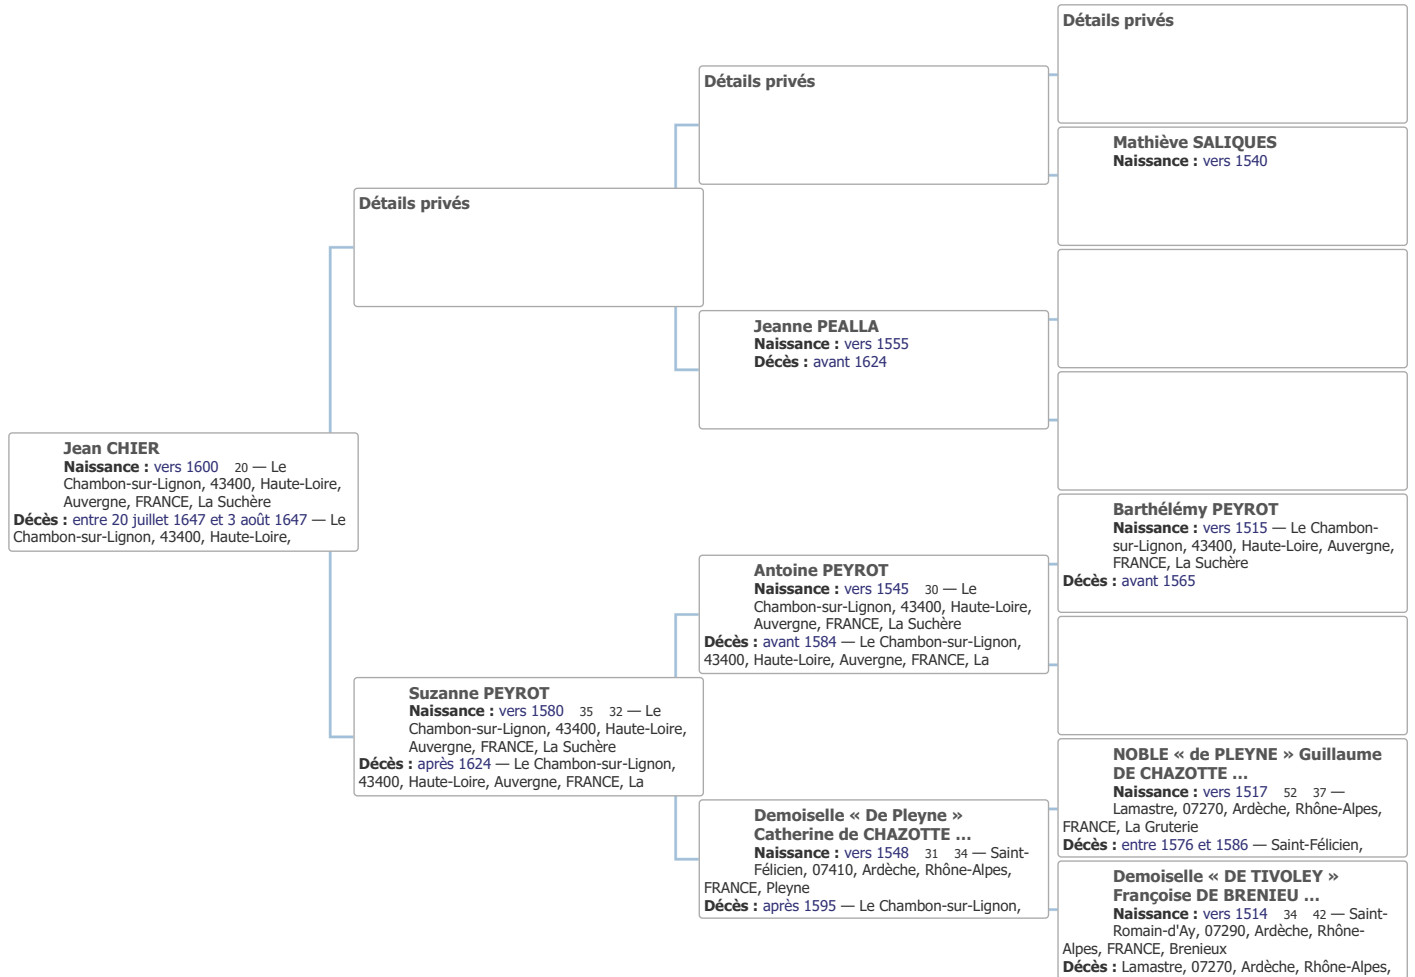 Détails privés
Détails privés
Mathiève SALIQUES
Naissance : vers 1540
Détails privés
Jeanne PEALLA
Naissance : vers 1555
Décès : avant 1624
Jean CHIER
Naissance : vers 1600 20 — Le
Chambon-sur-Lignon, 43400, Haute-Loire,
Auvergne, FRANCE, La Suchère
Décès : entre 20 juillet 1647 et 3 août 1647 — Le
Chambon-sur-Lignon, 43400, Haute-Loire,
Barthélémy PEYROT
Naissance : vers 1515 — Le Chambon-
sur-Lignon, 43400, Haute-Loire, Auvergne,
FRANCE, La Suchère
Décès : avant 1565
Antoine PEYROT
Naissance : vers 1545 30 — Le
Chambon-sur-Lignon, 43400, Haute-Loire,
Auvergne, FRANCE, La Suchère
Décès : avant 1584 — Le Chambon-sur-Lignon,
43400, Haute-Loire, Auvergne, FRANCE, La
Suzanne PEYROT
Naissance : vers 1580 35 32 — Le
Chambon-sur-Lignon, 43400, Haute-Loire,
Auvergne, FRANCE, La Suchère
Décès : après 1624 — Le Chambon-sur-Lignon,
43400, Haute-Loire, Auvergne, FRANCE, La
NOBLE « de PLEYNE » Guillaume
DE CHAZOTTE ...
Naissance : vers 1517 52 37 —
Lamastre, 07270, Ardèche, Rhône-Alpes,
FRANCE, La Gruterie
Décès : entre 1576 et 1586 — Saint-Félicien,
Demoiselle « De Pleyne »
Catherine de CHAZOTTE ...
Naissance : vers 1548 31 34 — Saint-
Félicien, 07410, Ardèche, Rhône-Alpes,
FRANCE, Pleyne
Décès : après 1595 — Le Chambon-sur-Lignon,
Demoiselle « DE TIVOLEY »
Françoise DE BRENIEU ...
Naissance : vers 1514 34 42 — Saint-
Romain-d'Ay, 07290, Ardèche, Rhône-
Alpes, FRANCE, Brenieux
Décès : Lamastre, 07270, Ardèche, Rhône-Alpes,